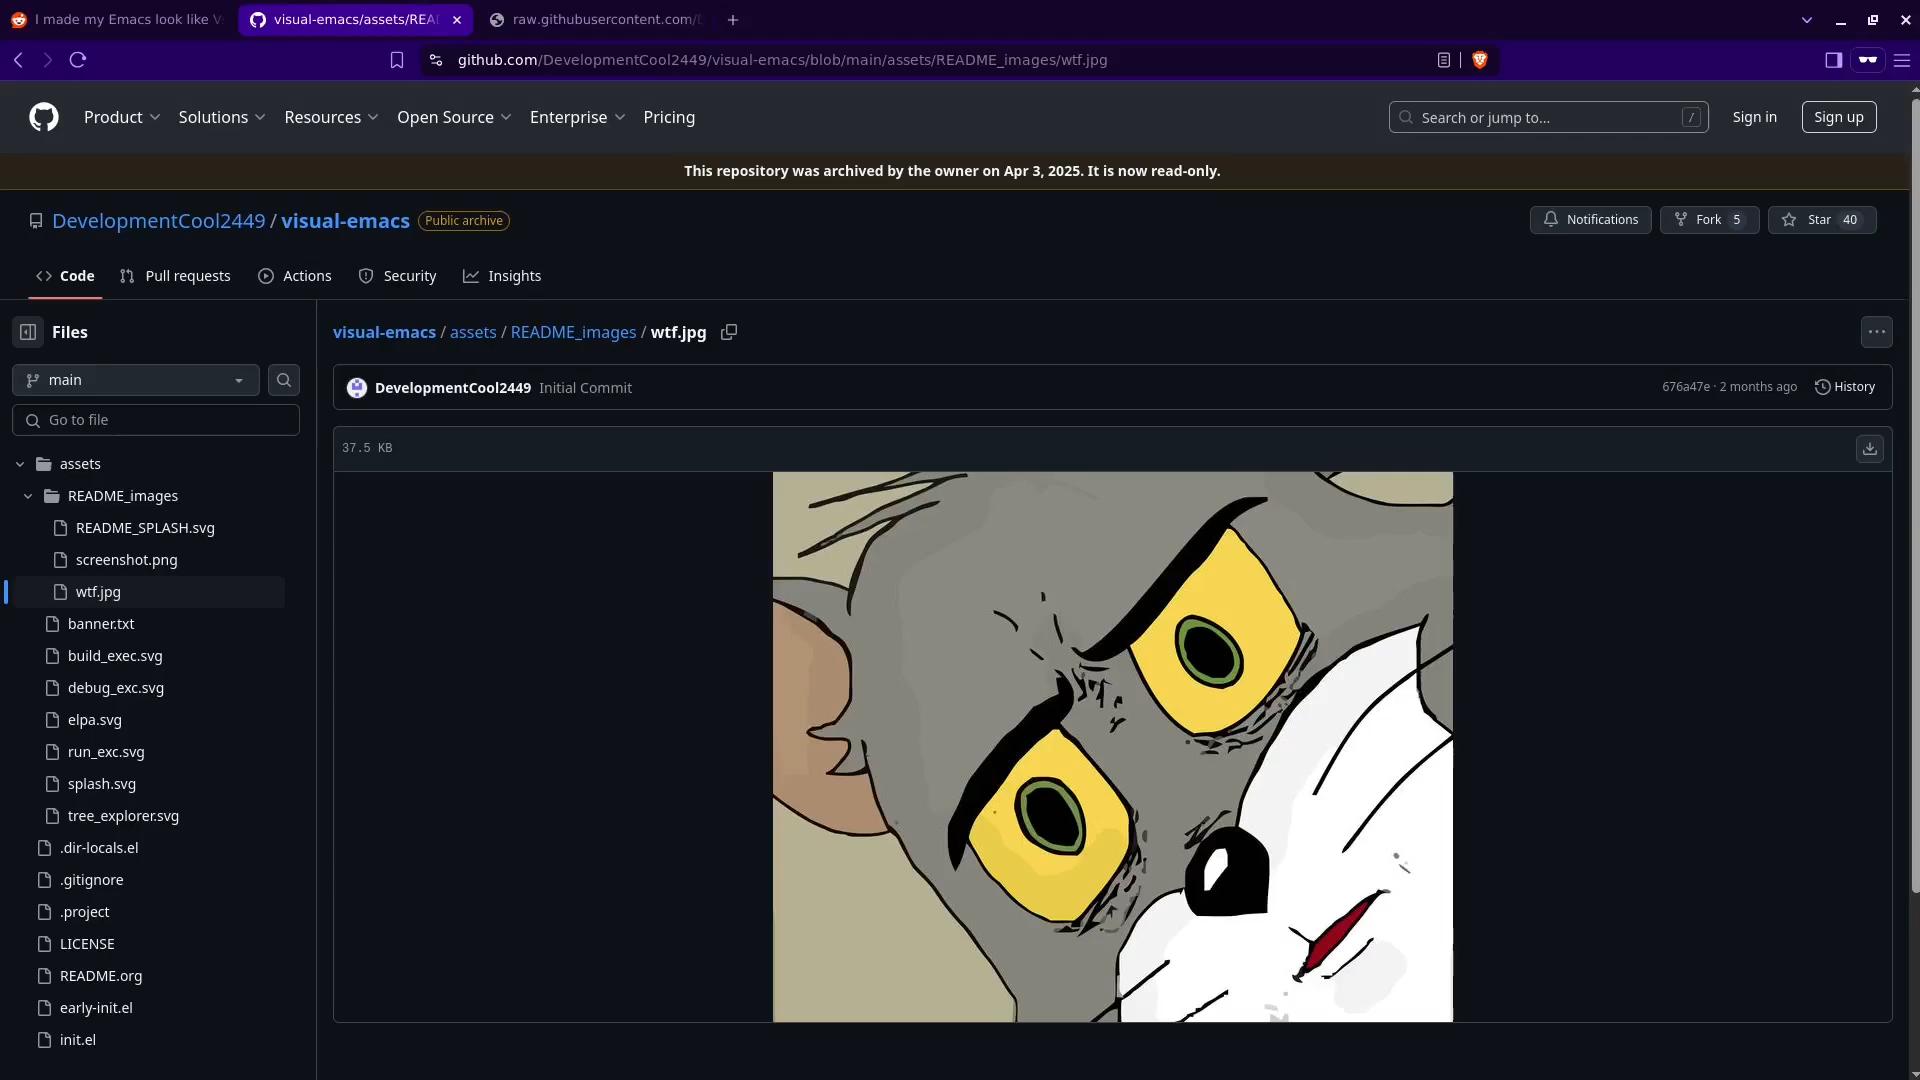 I made my Emacs look like V
visual-emacs/assets/REA
raw.githubusercontent.com/
github.com/DevelopmentCool2449/visual-emacs/blob/main/assets/README_images/wtf.jpg
Product Solutions Resources Open Source Enterprise Pricing Search or jump to... / Sign in Sign up
This repository was archived by the owner on Apr 3, 2025. It is now read-only.
DevelopmentCool2449 / visual-emacs Public archive Notifications Fork 5 Star 40
Code Pull requests Actions Security Insights
Files
main
Go to file
assets
README_images
README_SPLASH.svg
screenshot.png
wtf.jpg
banner.txt
build_exec.svg
debug_exc.svg
elpa.svg
run_exc.svg
splash.svg
tree_explorer.svg
.dir-locals.el
.gitignore
.project
LICENSE
README.org
early-init.el
init.el
visual-emacs / assets / README_images / wtf.jpg
DevelopmentCool2449 Initial Commit 676a47e · 2 months ago History
37.5 KB